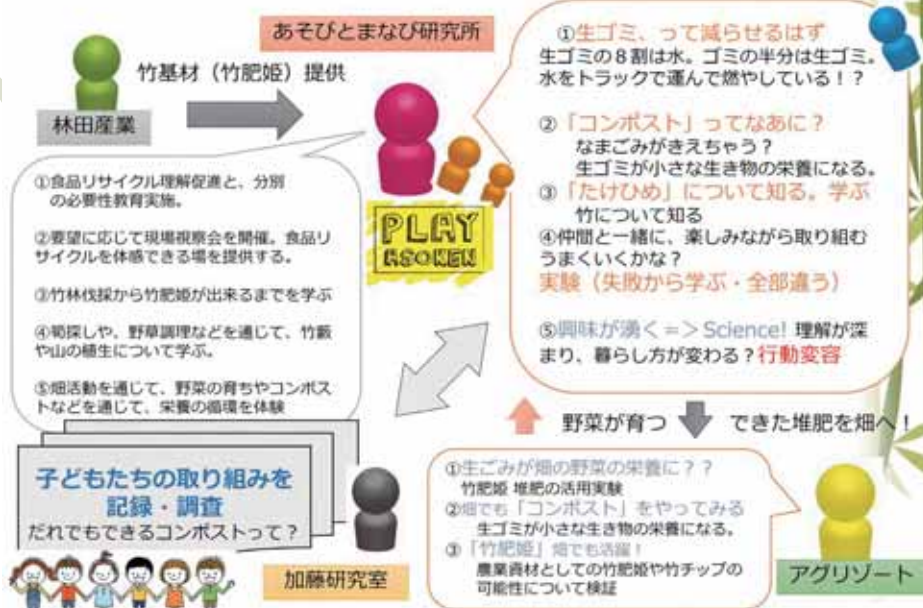 あそびとまなび研究所
竹基材（竹肥姫）提供
林田産業
①食品リサイクル理解促進と、分別
の必要性教育実施。
②要望に応じて現場視察会を開催。食品リ
サイクルを体感できる場を提供する。
③竹林伐採から竹肥姫が出来るまでを学ぶ
④筍探しや、野草調理などを通じて、竹藪
や山の植生について学ぶ。
⑤畑活動を通じて、野菜の育ちやコンポス
トなどを通じて、栄養の循環を体験
PLAY
ASOKEN
①生ゴミ、って減らせるはず
生ゴミの８割は水。ゴミの半分は生ゴミ。
水をトラックで運んで燃やしている！？
②「コンポスト」ってなあに？
なまごみがきえちゃう？
生ゴミが小さな生き物の栄養になる。
③「たけひめ」について知る。学ぶ
竹について知る
④仲間と一緒に、楽しみながら取り組む
うまくいくかな？
実験（失敗から学ぶ・全部違う）
⑤興味が湧く＝＞Science! 理解が深
まり、暮らし方が変わる？行動変容
野菜が育つ
できた堆肥を畑へ！
子どもたちの取り組みを
記録・調査
だれでもできるコンポストって？
加藤研究室
①生ごみが畑の野菜の栄養に？？
竹肥姫 堆肥の活用実験
②畑でも「コンポスト」をやってみる
生ゴミが小さな生き物の栄養になる。
③「竹肥姫」畑でも活躍！
農業資材としての竹肥姫や竹チップの
可能性について検証
アグリゾート